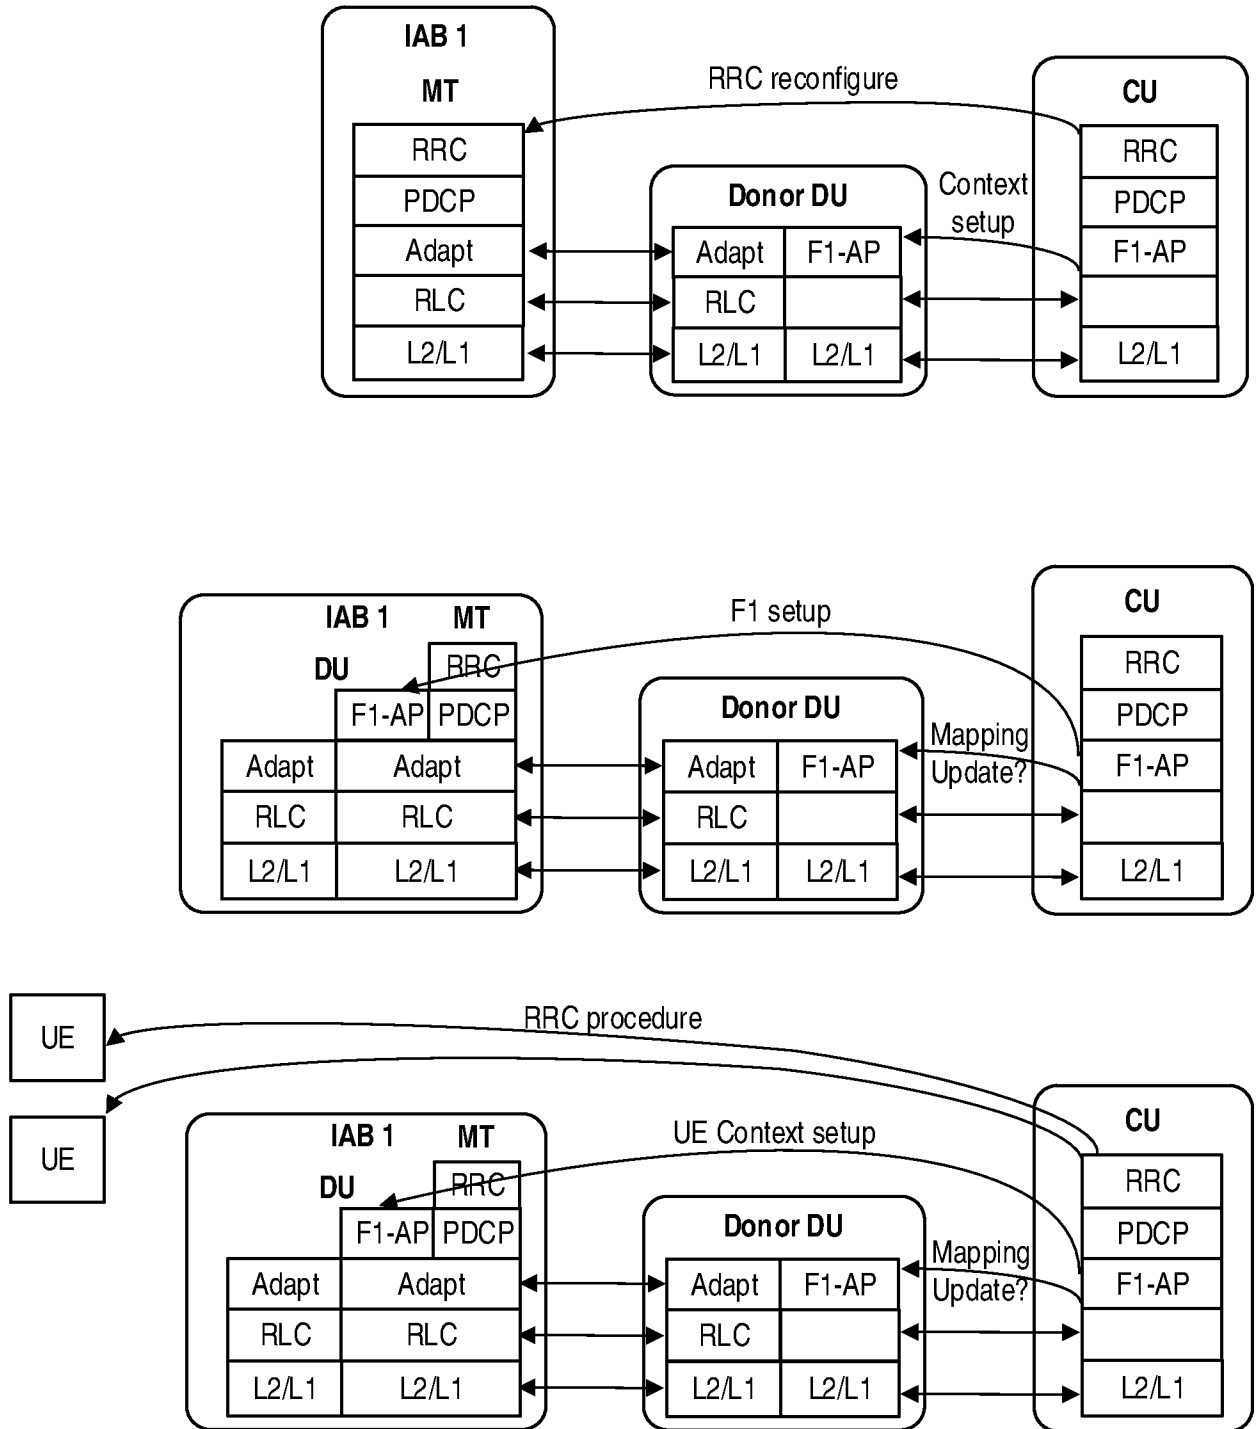 IAB 1
MT
RRC
PDCP
Adapt
RLC
L2/L1
RRC reconfigure
Donor DU
Adapt F1-AP
RLC
L2/L1 L2/L1
Context
setup
CU
RRC
PDCP
F1-AP
L2/L1
IAB 1 MT
DU RRC
F1-AP PDCP
Adapt Adapt
RLC RLC
L2/L1 L2/L1
F1 setup
Donor DU
Adapt F1-AP
RLC
L2/L1 L2/L1
Mapping
Update?
CU
RRC
PDCP
F1-AP
L2/L1
UE
UE
RRC procedure
IAB 1 MT
DU RRC
F1-AP PDCP
Adapt Adapt
RLC RLC
L2/L1 L2/L1
UE Context setup
Donor DU
Adapt F1-AP
RLC
L2/L1 L2/L1
Mapping
Update?
CU
RRC
PDCP
F1-AP
L2/L1